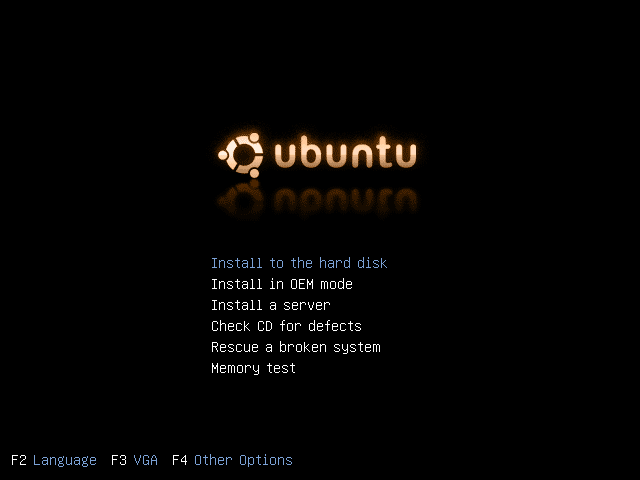 ubuntu
Install to the hard disk
Install in OEM mode
Install a server
Check CD for defects
Rescue a broken system
Memory test
F2 Language F3 VGA F4 Other Options